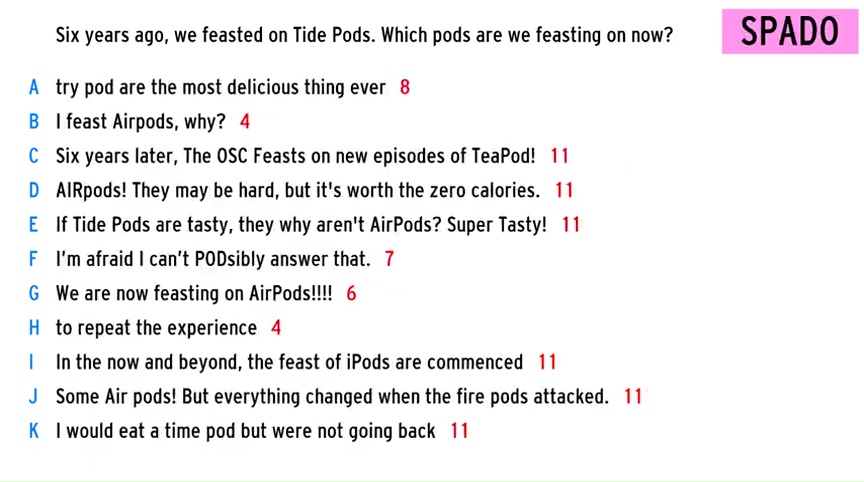 Six years ago, we feasted on Tide Pods. Which pods are we feasting on now?
SPADO
A try pod are the most delicious thing ever 8
B I feast Airpods, why? 4
C Six years later, The OSC Feasts on new episodes of TeaPod! 11
D AIRpods! They may be hard, but it's worth the zero calories. 11
E If Tide Pods are tasty, they why aren't AirPods? Super Tasty! 11
F I'm afraid I can't PODsibly answer that. 7
G We are now feasting on AirPods!!!! 6
H to repeat the experience 4
I In the now and beyond, the feast of iPods are commenced 11
J Some Air pods! But everything changed when the fire pods attacked. 11
K I would eat a time pod but were not going back 11